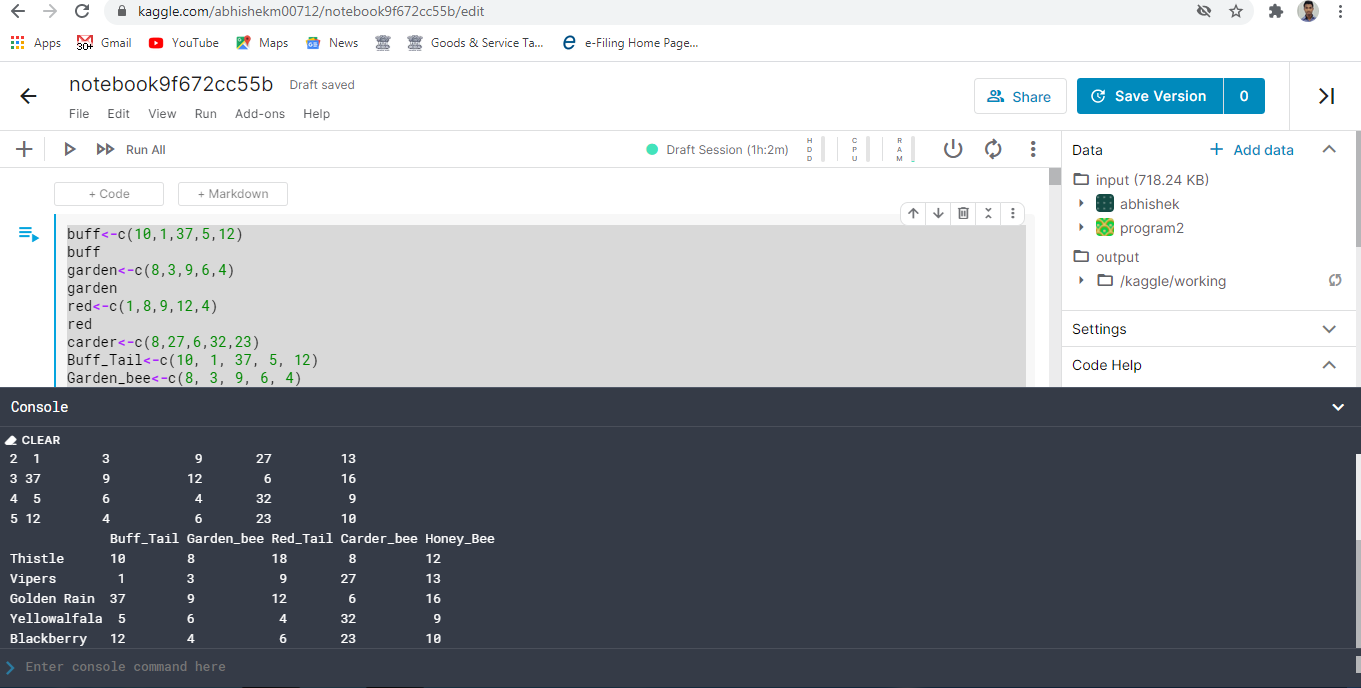 kaggle.com/abhishekm00712/notebook9f672cc55b/edit
Apps 30+ Gmail YouTube Maps News Goods & Service Ta... e-Filing Home Page...
notebook9f672cc55b Draft saved
File Edit View Run Add-ons Help
Share Save Version 0
Run All Draft Session (1h:2m) HDD CPU RAM
+ Code + Markdown
buff<-c(10,1,37,5,12)
buff
garden<-c(8,3,9,6,4)
garden
red<-c(1,8,9,12,4)
red
carder<-c(8,27,6,32,23)
Buff_Tail<-c(10, 1, 37, 5, 12)
Garden_bee<-c(8, 3, 9, 6, 4)
Data + Add data
input (718.24 KB)
abhishek
program2
output
/kaggle/working
Settings
Code Help
Console
CLEAR
2 1 3 9 27 13
3 37 9 12 6 16
4 5 6 4 32 9
5 12 4 6 23 10
Buff_Tail Garden_bee Red_Tail Carder_bee Honey_Bee
Thistle 10 8 18 8 12
Vipers 1 3 9 27 13
Golden Rain 37 9 12 6 16
Yellowalfala 5 6 4 32 9
Blackberry 12 4 6 23 10
Enter console command here